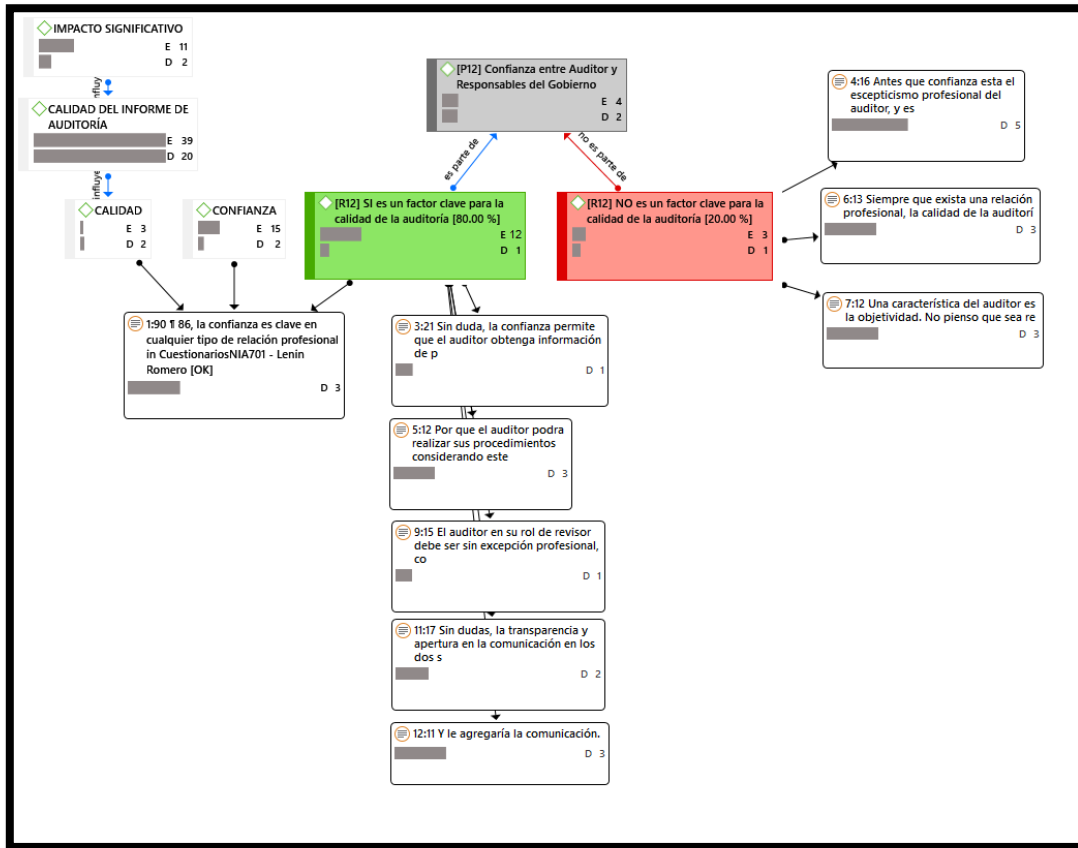 IMPACTO SIGNIFICATIVO
E 11
D 2
influy
CALIDAD DEL INFORME DE
AUDITORÍA
E 39
D 20
influye
CALIDAD
E 3
D 2
CONFIANZA
E 15
D 2
[P12] Confianza entre Auditor y
Responsables del Gobierno
E 4
D 2
es parte de
no es parte de
[R12] SI es un factor clave para la
calidad de la auditoría [80.00 %]
E 12
D 1
[R12] NO es un factor clave para la
calidad de la auditoría [20.00 %]
E 3
D 1
4:16 Antes que confianza esta el
escepticismo profesional del
auditor, y es
D 5
6:13 Siempre que exista una relación
profesional, la calidad de la auditorí
D 3
7:12 Una característica del auditor es
la objetividad. No pienso que sea re
D 3
1:90 ¶ 86, la confianza es clave en
cualquier tipo de relación profesional
in CuestionariosNIA701 - Lenin
Romero [OK]
D 3
3:21 Sin duda, la confianza permite
que el auditor obtenga información
de p
D 1
5:12 Por que el auditor podra
realizar sus procedimientos
considerando este
D 3
9:15 El auditor en su rol de revisor
debe ser sin excepción profesional,
co
D 1
11:17 Sin dudas, la transparencia y
apertura en la comunicación en los
dos s
D 2
12:11 Y le agregaría la comunicación.
D 3